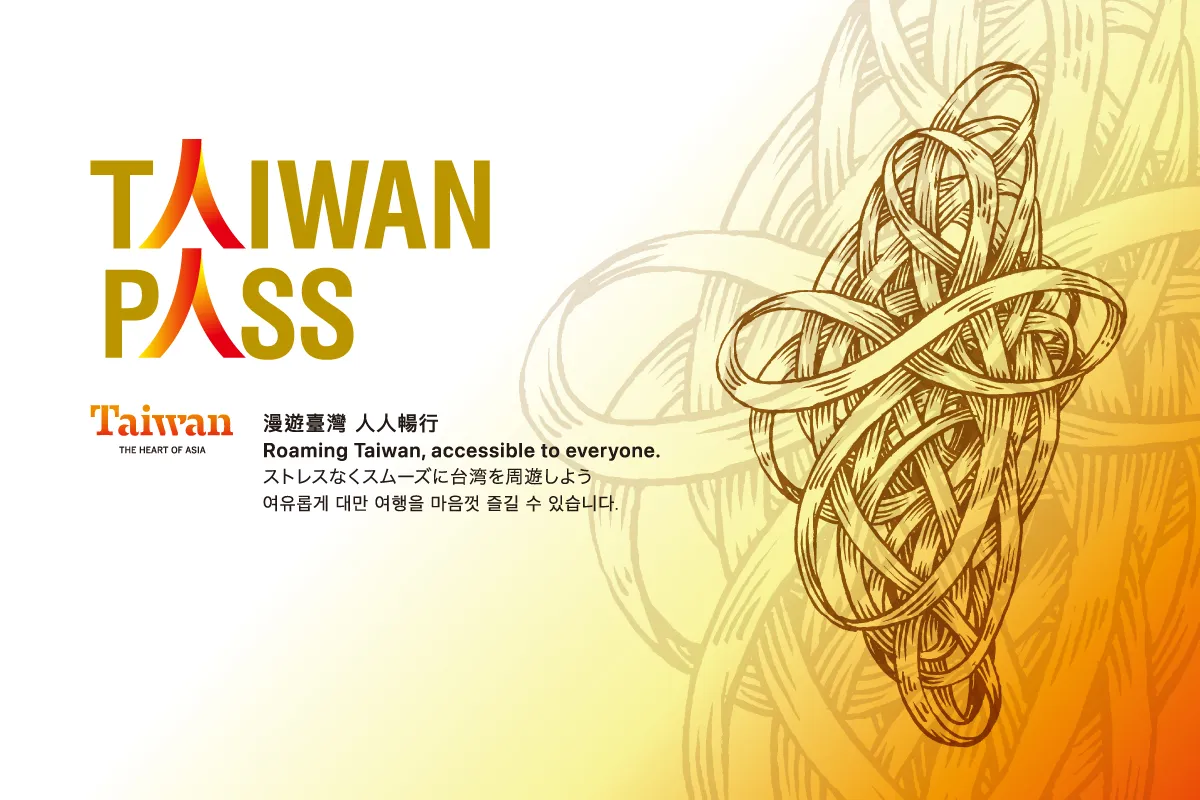 TAIWAN
PASS
Taiwan
THE HEART OF ASIA
漫遊臺灣 人人暢行
Roaming Taiwan, accessible to everyone.
ストレスなくスムーズに台湾を周遊しよう
여유롭게 대만 여행을 마음껏 즐길 수 있습니다.